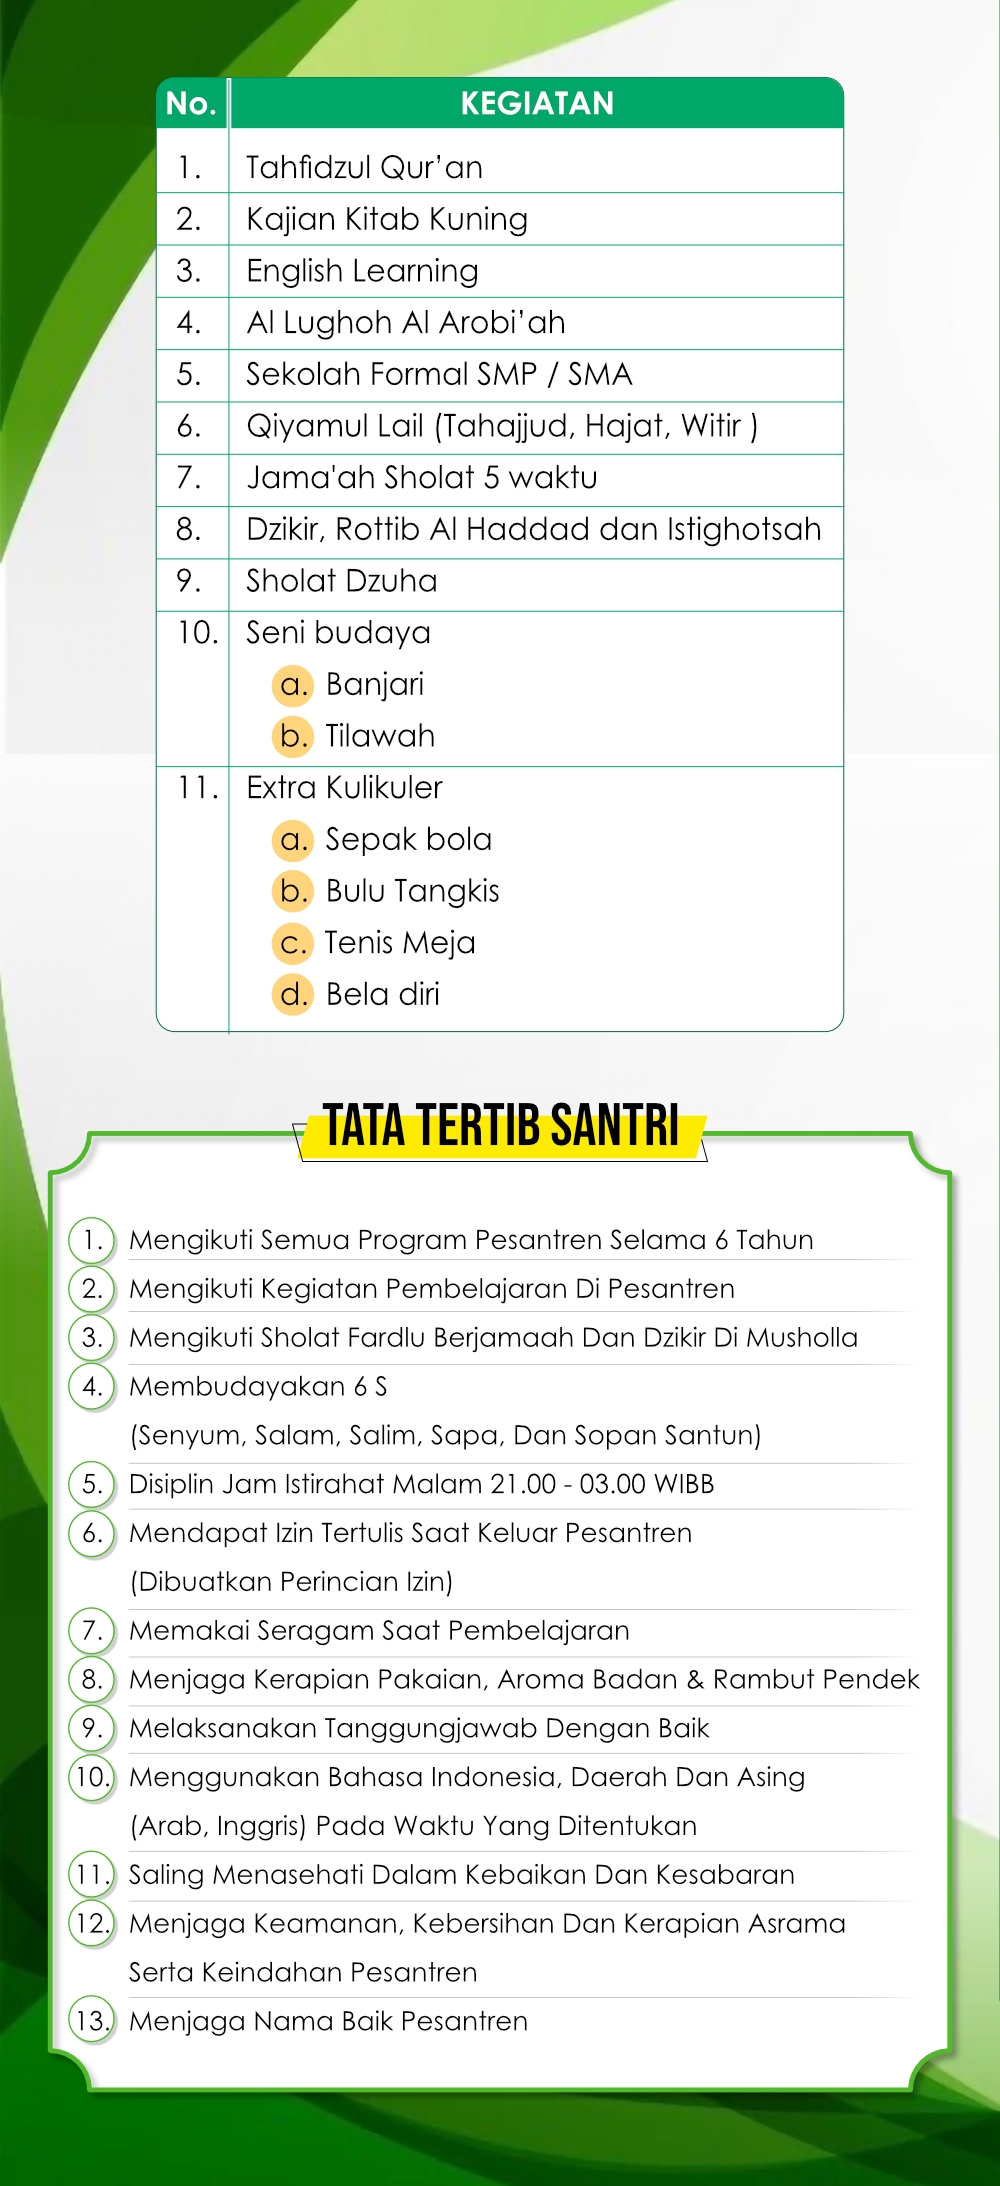 No. KEGIATAN
1. Tahfidzul Qur’an
2. Kajian Kitab Kuning
3. English Learning
4. Al Lughoh Al Arobi’ah
5. Sekolah Formal SMP / SMA
6. Qiyamul Lail (Tahajjud, Hajat, Witir )
7. Jama'ah Sholat 5 waktu
8. Dzikir, Rottib Al Haddad dan Istighotsah
9. Sholat Dzuha
10. Seni budaya
a. Banjari
b. Tilawah
11. Extra Kulikuler
a. Sepak bola
b. Bulu Tangkis
c. Tenis Meja
d. Bela diri
TATA TERTIB SANTRI
1. Mengikuti Semua Program Pesantren Selama 6 Tahun
2. Mengikuti Kegiatan Pembelajaran Di Pesantren
3. Mengikuti Sholat Fardlu Berjamaah Dan Dzikir Di Musholla
4. Membudayakan 6 S
(Senyum, Salam, Salim, Sapa, Dan Sopan Santun)
5. Disiplin Jam Istirahat Malam 21.00 - 03.00 WIBB
6. Mendapat Izin Tertulis Saat Keluar Pesantren
(Dibuatkan Perincian Izin)
7. Memakai Seragam Saat Pembelajaran
8. Menjaga Kerapian Pakaian, Aroma Badan & Rambut Pendek
9. Melaksanakan Tanggungjawab Dengan Baik
10. Menggunakan Bahasa Indonesia, Daerah Dan Asing
(Arab, Inggris) Pada Waktu Yang Ditentukan
11. Saling Menasehati Dalam Kebaikan Dan Kesabaran
12. Menjaga Keamanan, Kebersihan Dan Kerapian Asrama
Serta Keindahan Pesantren
13. Menjaga Nama Baik Pesantren